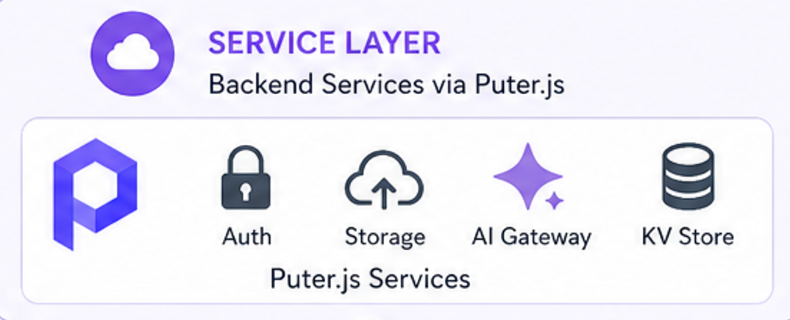 SERVICE LAYER
Backend Services via Puter.js
Auth
Storage
AI Gateway
KV Store
Puter.js Services